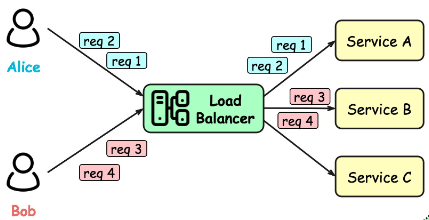 req 2
req 1
Alice
req 3
req 4
Bob
Load
Balancer
req 1
req 2
req 3
req 4
Service A
Service B
Service C